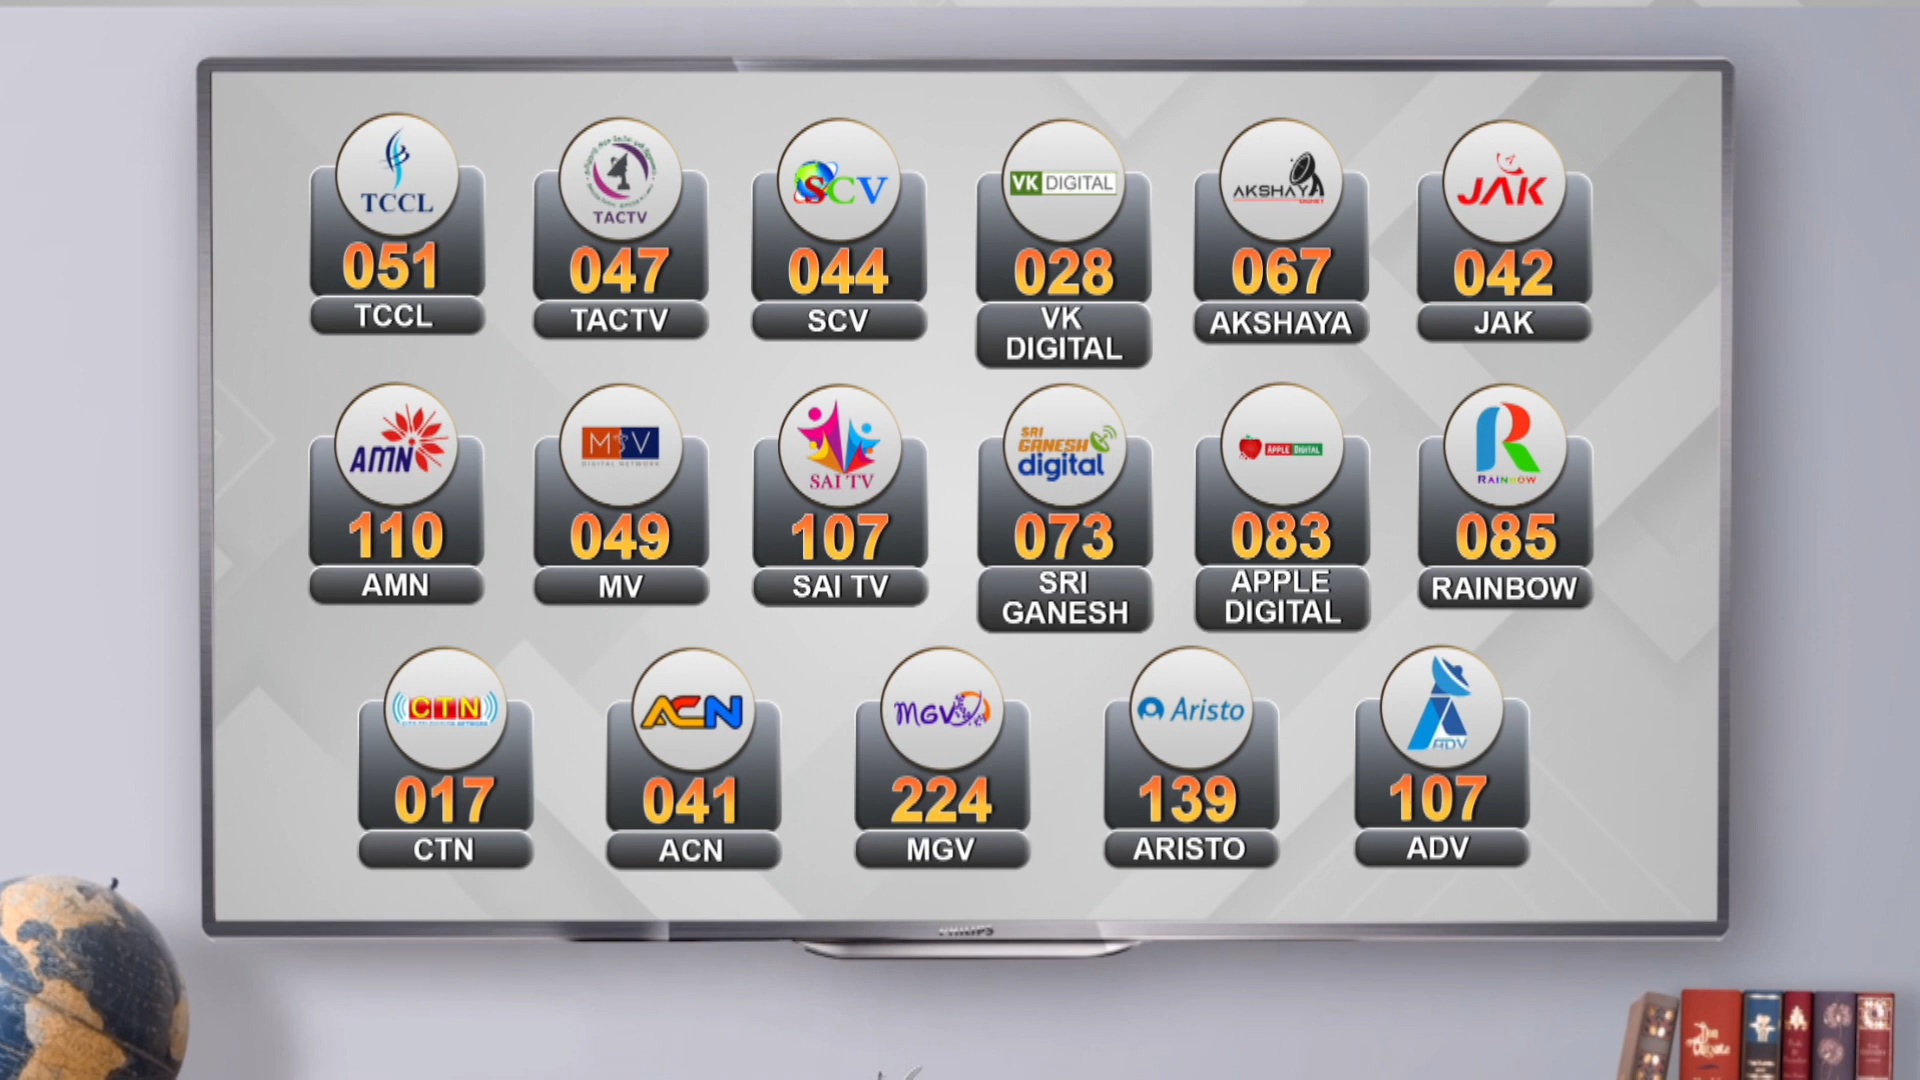 TCCL
051
TCCL
TACTV
047
TACTV
SCV
044
SCV
VK DIGITAL
028
VK
DIGITAL
AKSHAYA
067
AKSHAYA
JAK
042
JAK
AMN
110
AMN
MV
DIGITAL NETWORK
049
MV
SAI TV
107
SAI TV
SRI
GANESH
digital
073
SRI
GANESH
APPLE DIGITAL
083
APPLE
DIGITAL
RAINBOW
085
RAINBOW
CTN
017
CTN
ACN
041
ACN
MGV
224
MGV
Aristo
139
ARISTO
ADV
107
ADV
PHILIPS